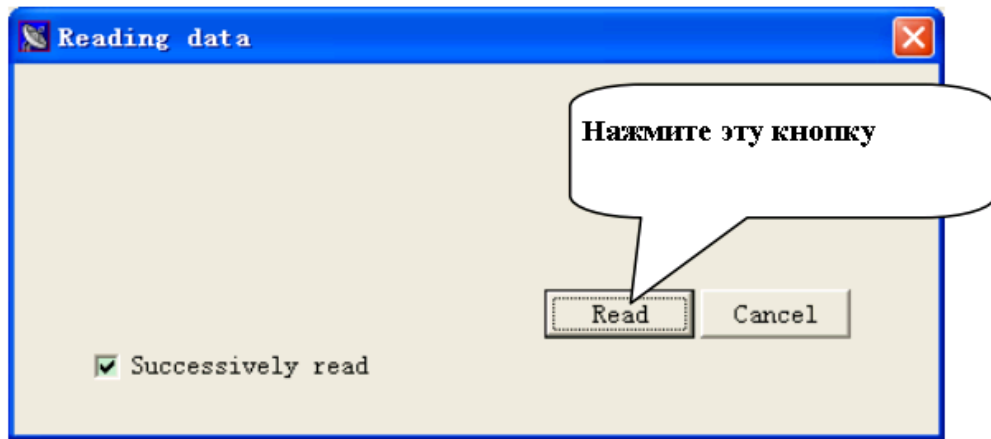 Reading data
Нажмите эту кнопку
Read
Cancel
Successively read